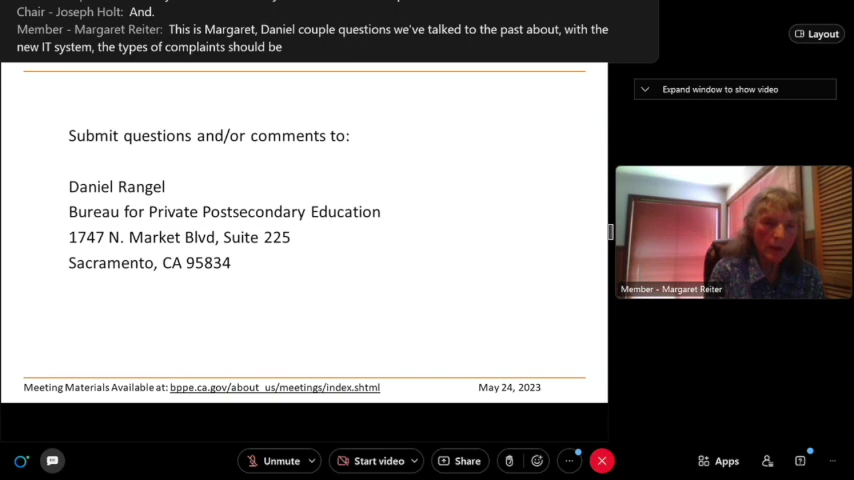 Chair - Joseph Holt: And.
Member - Margaret Reiter: This is Margaret, Daniel couple questions we've talked to the past about, with the
new IT system, the types of complaints should be
Layout
Expand window to show video
Submit questions and/or comments to:
Daniel Rangel
Bureau for Private Postsecondary Education
1747 N. Market Blvd, Suite 225
Sacramento, CA 95834
Member - Margaret Reiter
Meeting Materials Available at: bppe.ca.gov/about_us/meetings/index.shtml
May 24, 2023
Unmute
Start video
Share
Apps